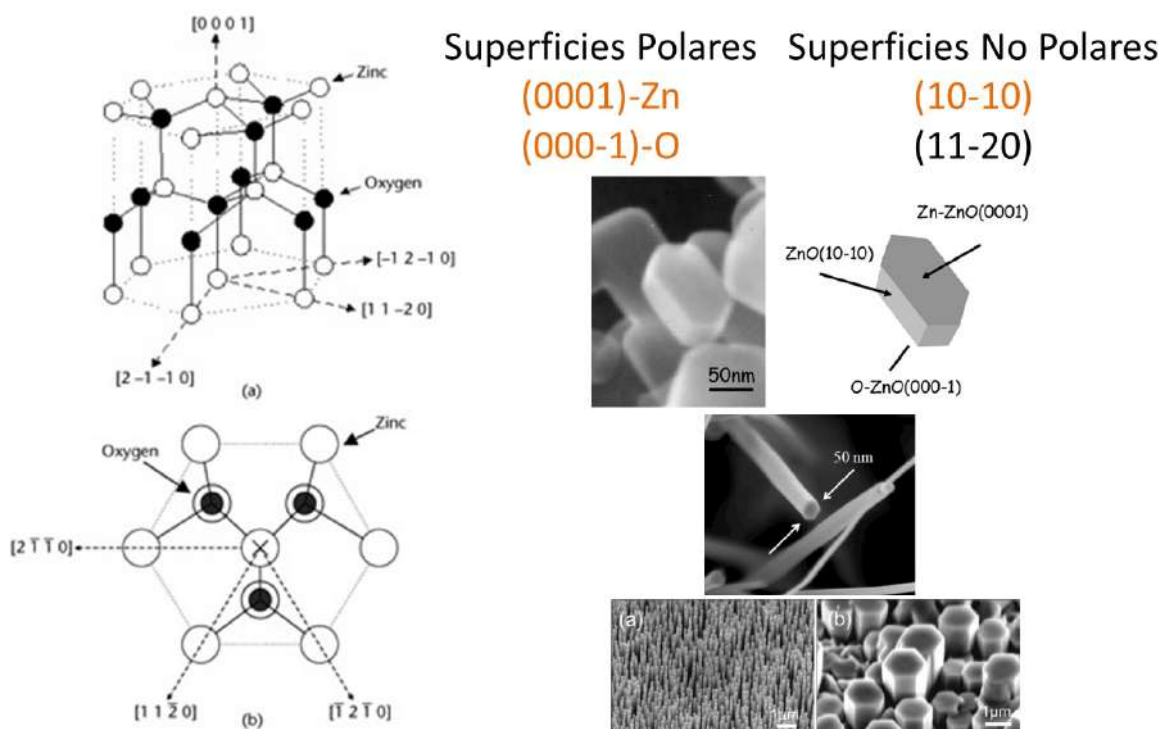 [0 0 0 1]
Zinc
Oxygen
[-1 2 -1 0]
[1 1 -2 0]
[2 -1 -1 0]
(a)
Zinc
Oxygen
[2 1̅ 1̅ 0]
[1 1 2̅ 0]
[1̅ 2 1̅ 0]
(b)
Superficies Polares
(0001)-Zn
(000-1)-O
Superficies No Polares
(10-10)
(11-20)
50nm
Zn-ZnO(0001)
ZnO(10-10)
O-ZnO(000-1)
50 nm
(a)
1µm
(b)
1µm